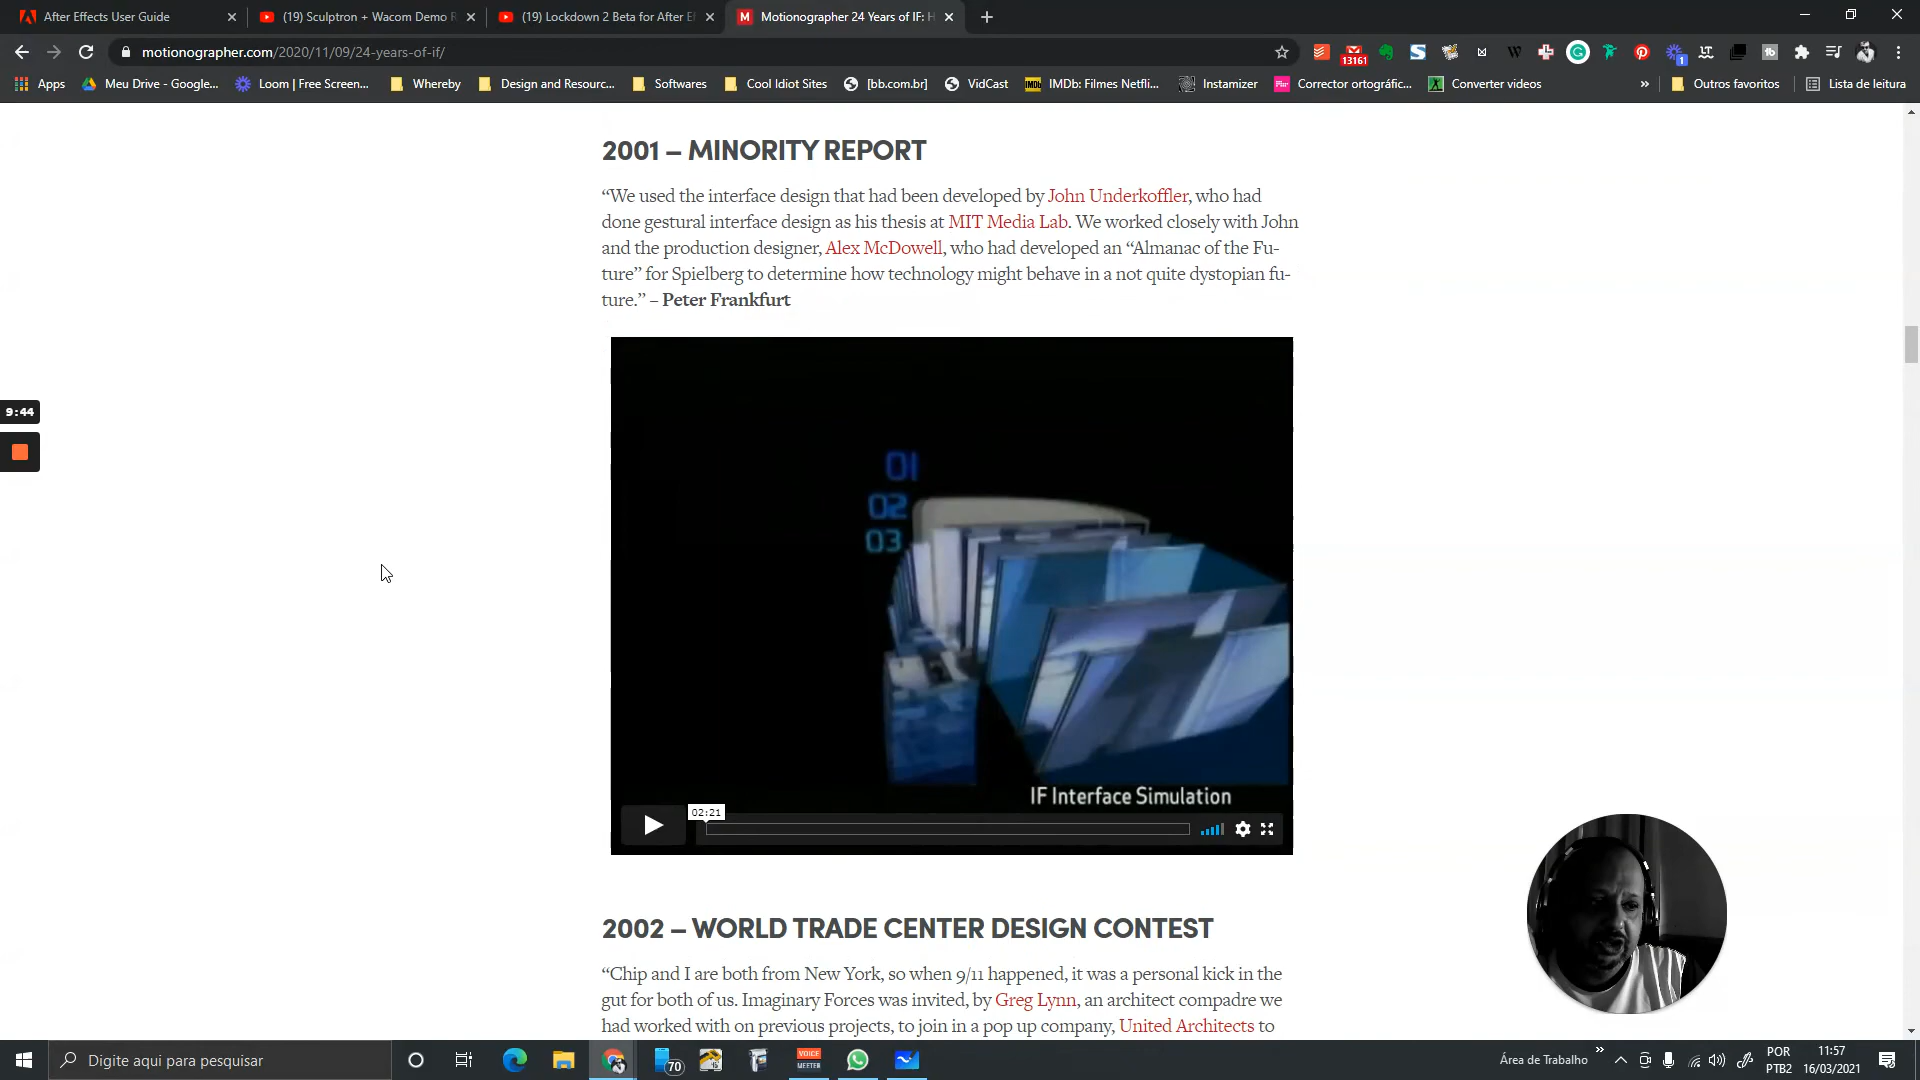 After Effects User Guide
(19) Sculptron + Wacom Demo R
(19) Lockdown 2 Beta for After Ef
M Motionographer 24 Years of IF: H
motionographer.com/2020/11/09/24-years-of-if/
13161
1
Apps
Meu Drive - Google...
Loom | Free Screen...
Whereby
Design and Resourc...
Softwares
Cool Idiot Sites
[bb.com.br]
VidCast
IMDb: Filmes Netfli...
Instamizer
Corrector ortográfic...
Converter videos
»
Outros favoritos
Lista de leitura
2001 – MINORITY REPORT
“We used the interface design that had been developed by John Underkoffler, who had
done gestural interface design as his thesis at MIT Media Lab. We worked closely with John
and the production designer, Alex McDowell, who had developed an “Almanac of the Fu-
ture” for Spielberg to determine how technology might behave in a not quite dystopian fu-
ture.” – Peter Frankfurt
9:44
01
02
03
IF Interface Simulation
02:21
2002 – WORLD TRADE CENTER DESIGN CONTEST
“Chip and I are both from New York, so when 9/11 happened, it was a personal kick in the
gut for both of us. Imaginary Forces was invited, by Greg Lynn, an architect compadre we
had worked with on previous projects, to join in a pop up company, United Architects to
Digite aqui para pesquisar
70
VOICE
MEETER
Área de Trabalho
»
POR
PTB2
11:57
16/03/2021